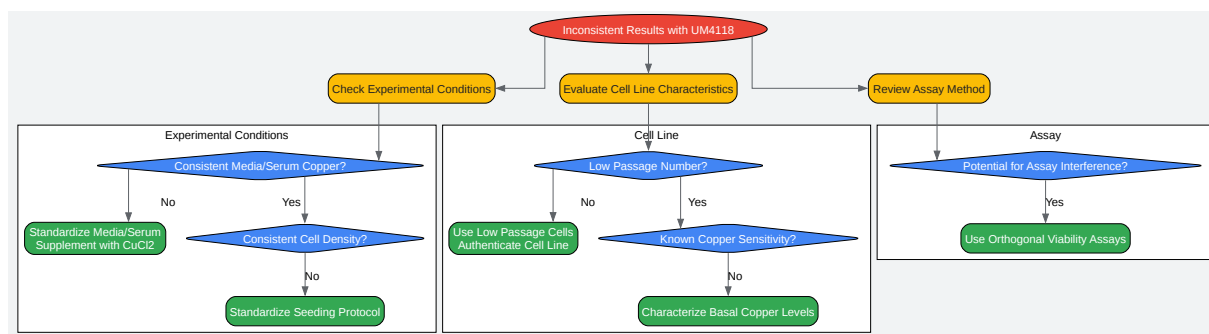 Inconsistent Results with UM4118
Check Experimental Conditions
Evaluate Cell Line Characteristics
Review Assay Method
Experimental Conditions
Consistent Media/Serum Copper?
No
Yes
Standardize Media/Serum
Supplement with CuCl2
Consistent Cell Density?
No
Standardize Seeding Protocol
Cell Line
Low Passage Number?
No
Yes
Use Low Passage Cells
Authenticate Cell Line
Known Copper Sensitivity?
No
Characterize Basal Copper Levels
Assay
Potential for Assay Interference?
Yes
Use Orthogonal Viability Assays